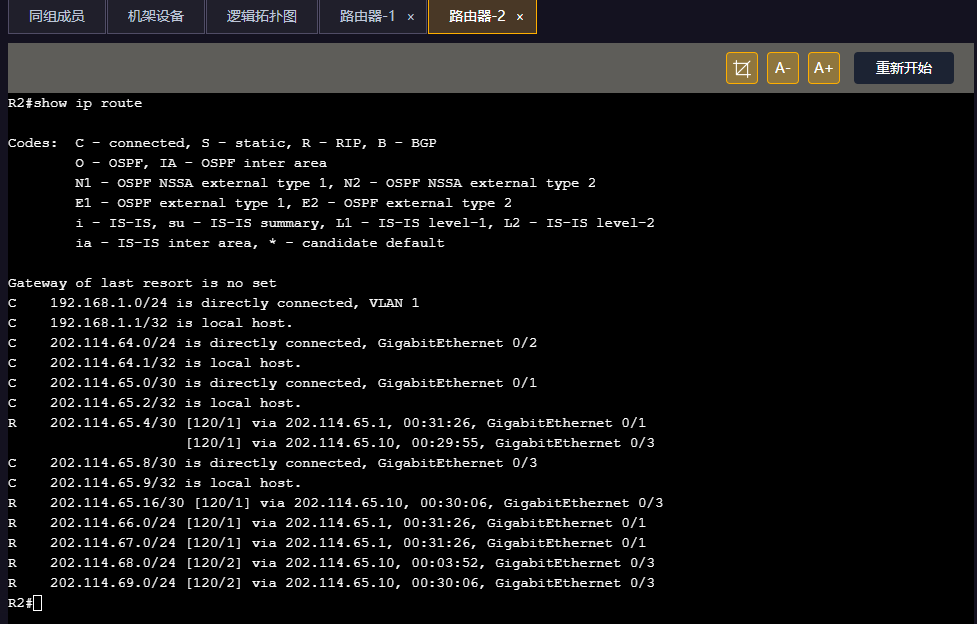 同组成员 机架设备 逻辑拓扑图 路由器-1 × 路由器-2 ×
A- A+ 重新开始
R2#show ip route
Codes:  C - connected, S - static, R - RIP, B - BGP
        O - OSPF, IA - OSPF inter area
        N1 - OSPF NSSA external type 1, N2 - OSPF NSSA external type 2
        E1 - OSPF external type 1, E2 - OSPF external type 2
        i - IS-IS, su - IS-IS summary, L1 - IS-IS level-1, L2 - IS-IS level-2
        ia - IS-IS inter area, * - candidate default
Gateway of last resort is no set
C    192.168.1.0/24 is directly connected, VLAN 1
C    192.168.1.1/32 is local host.
C    202.114.64.0/24 is directly connected, GigabitEthernet 0/2
C    202.114.64.1/32 is local host.
C    202.114.65.0/30 is directly connected, GigabitEthernet 0/1
C    202.114.65.2/32 is local host.
R    202.114.65.4/30 [120/1] via 202.114.65.1, 00:31:26, GigabitEthernet 0/1
                     [120/1] via 202.114.65.10, 00:29:55, GigabitEthernet 0/3
C    202.114.65.8/30 is directly connected, GigabitEthernet 0/3
C    202.114.65.9/32 is local host.
R    202.114.65.16/30 [120/1] via 202.114.65.10, 00:30:06, GigabitEthernet 0/3
R    202.114.66.0/24 [120/1] via 202.114.65.1, 00:31:26, GigabitEthernet 0/1
R    202.114.67.0/24 [120/1] via 202.114.65.1, 00:31:26, GigabitEthernet 0/1
R    202.114.68.0/24 [120/2] via 202.114.65.10, 00:03:52, GigabitEthernet 0/3
R    202.114.69.0/24 [120/2] via 202.114.65.10, 00:30:06, GigabitEthernet 0/3
R2#